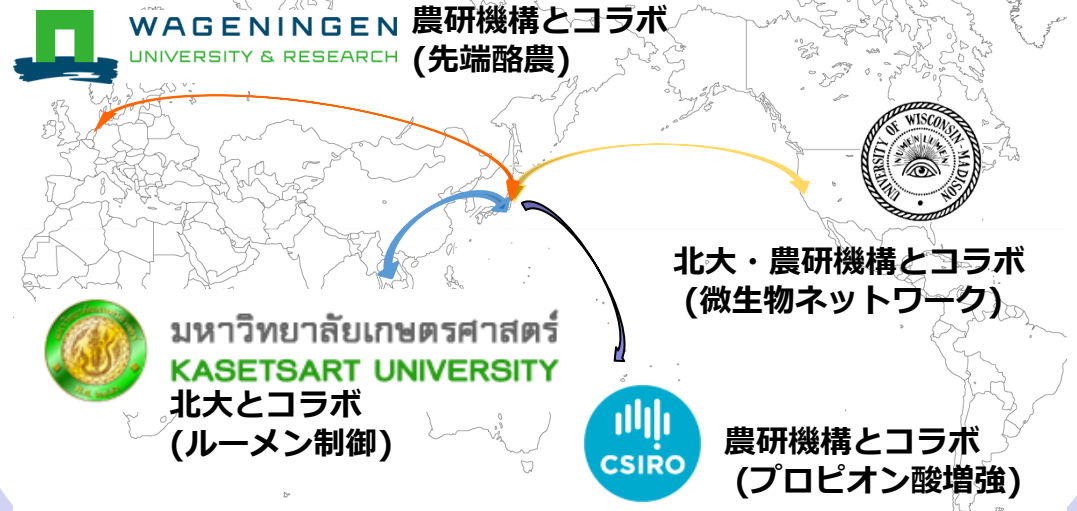 WAGENINGEN
UNIVERSITY & RESEARCH
農研機構とコラボ
(先端酪農)
UNIVERSITY OF WISCONSIN-MADISON
NUMEN LUMEN
北大・農研機構とコラボ
(微生物ネットワーク)
มหาวิทยาลัยเกษตรศาสตร์
KASETSART UNIVERSITY
北大とコラボ
(ルーメン制御)
CSIRO
農研機構とコラボ
(プロピオン酸増強)